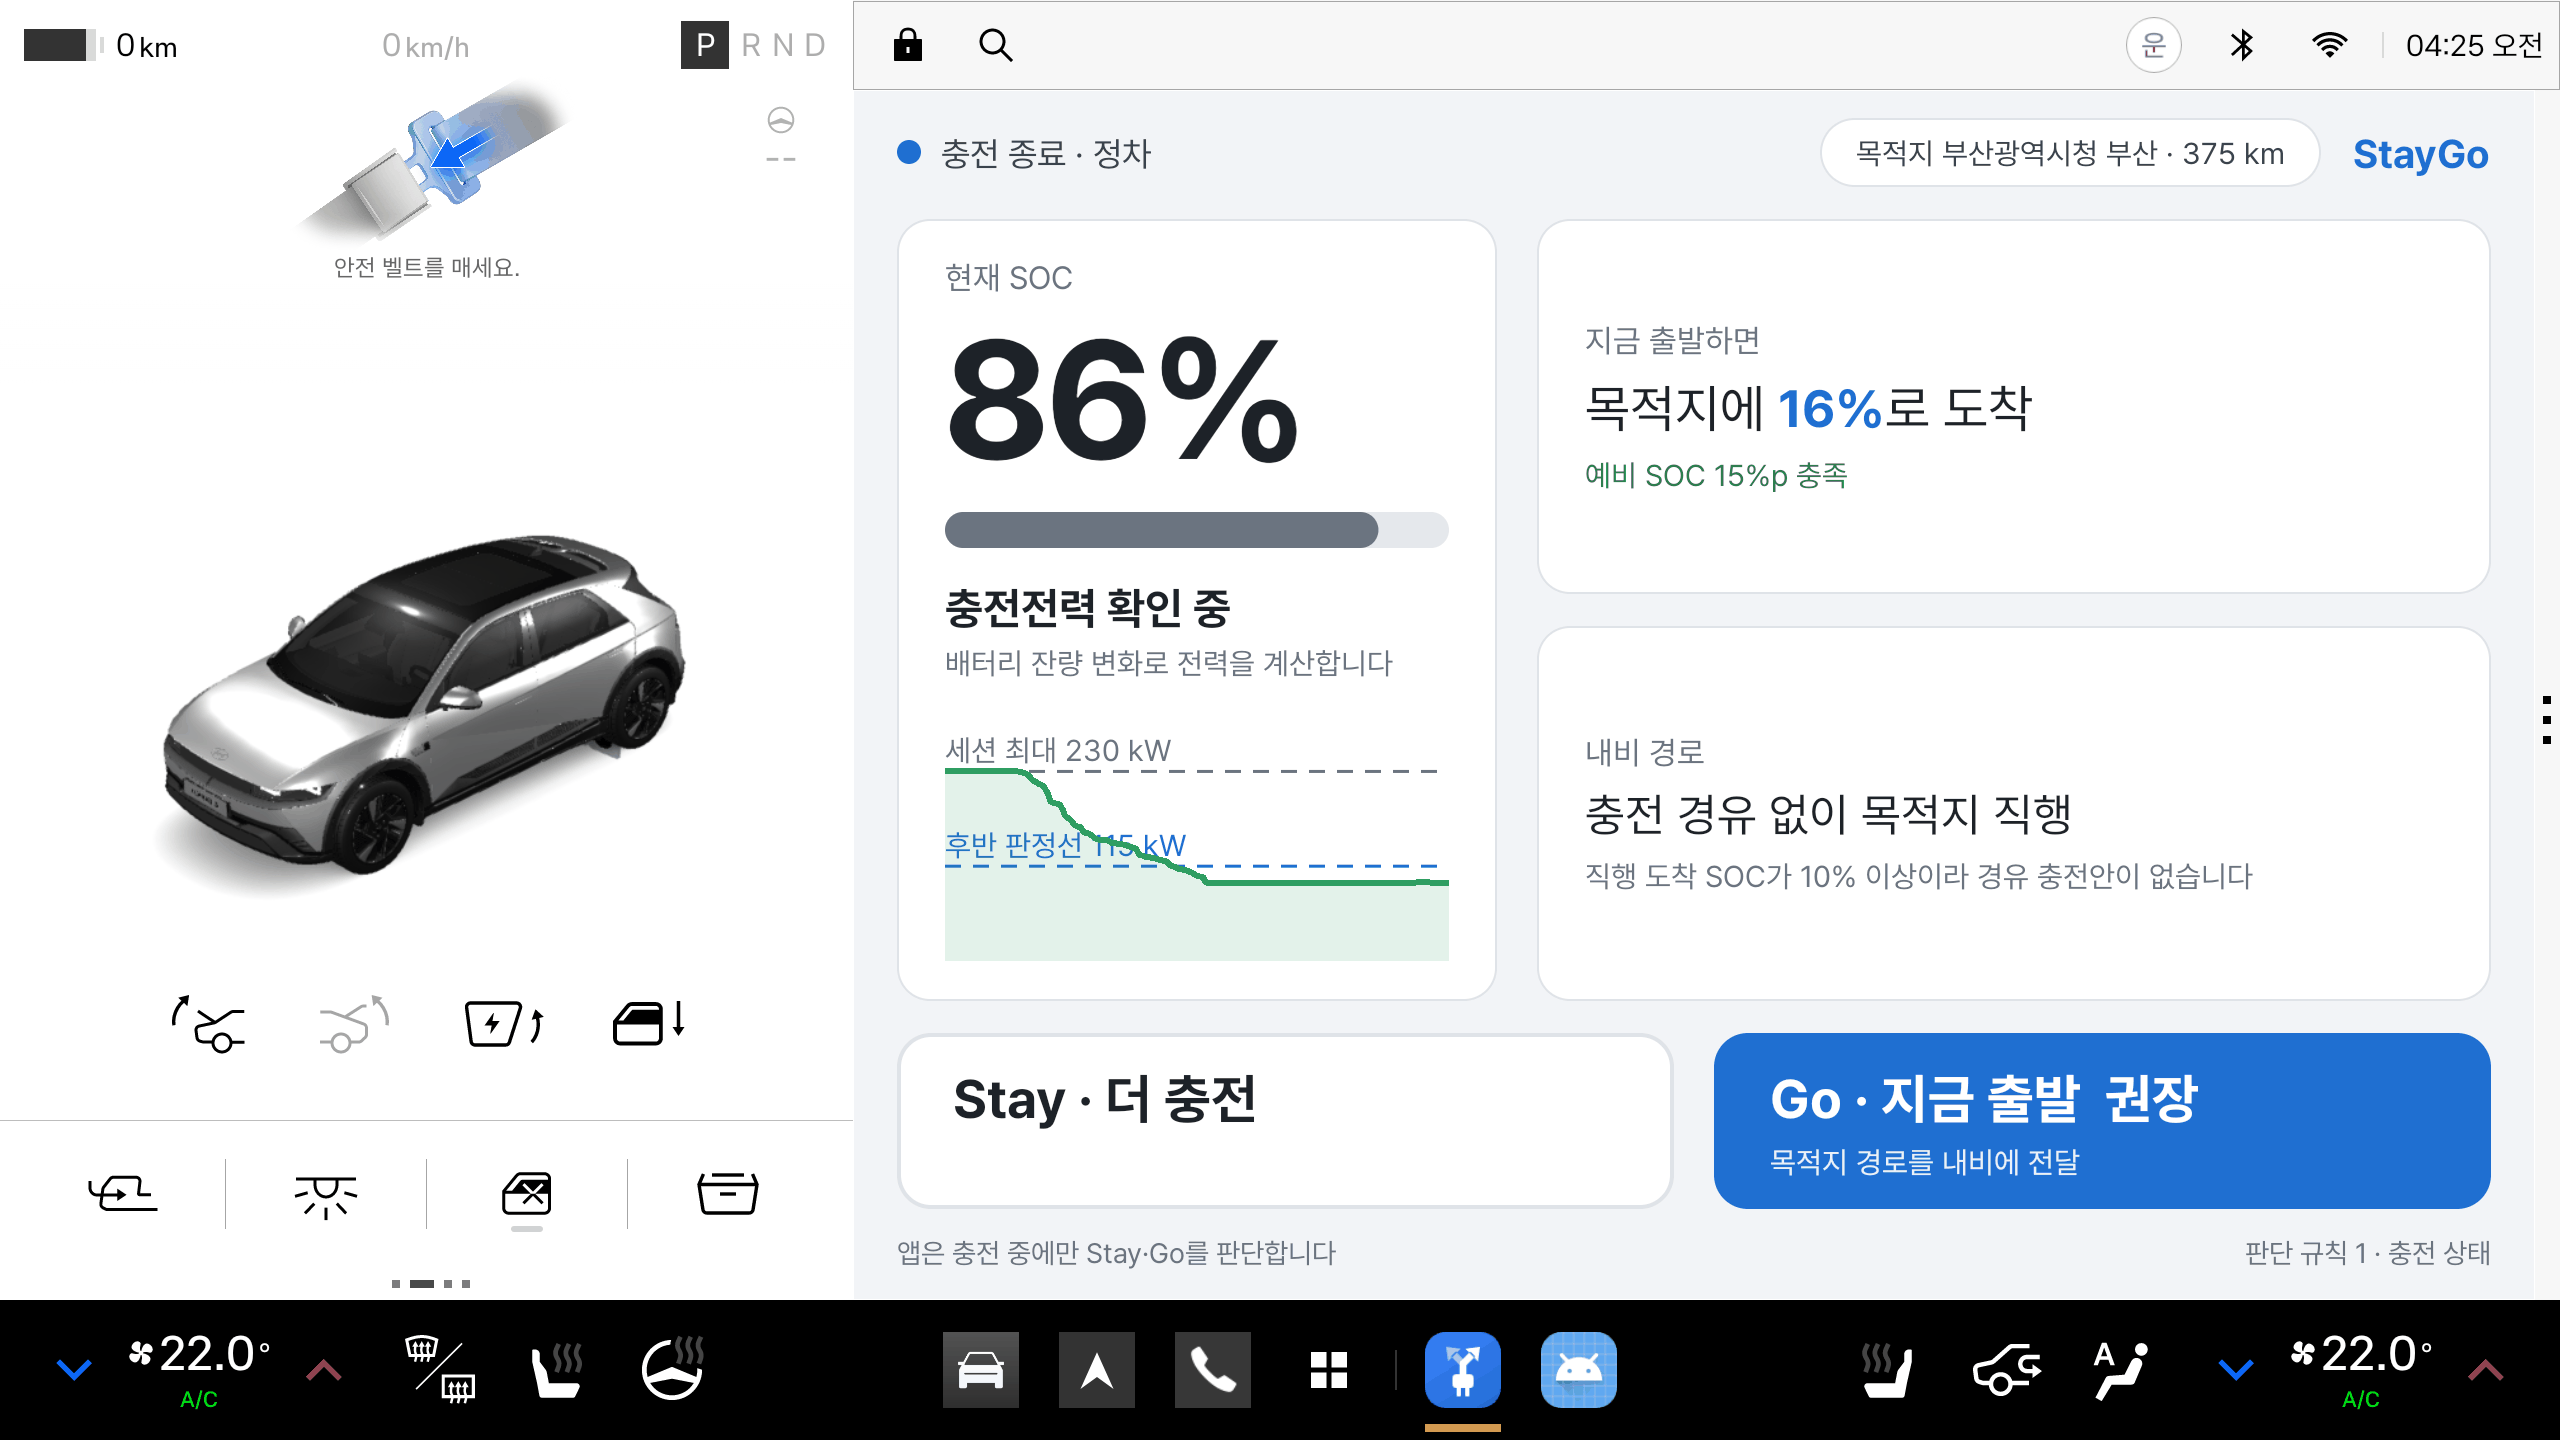 0 km
0 km/h
P R N D
안전 벨트를 매세요.
운
04:25 오전
충전 종료 · 정차
목적지 부산광역시청 부산 · 375 km
StayGo
현재 SOC
86%
충전전력 확인 중
배터리 잔량 변화로 전력을 계산합니다
세션 최대 230 kW
후반 판정선 115 kW
지금 출발하면
목적지에 16%로 도착
예비 SOC 15%p 충족
내비 경로
충전 경유 없이 목적지 직행
직행 도착 SOC가 10% 이상이라 경유 충전안이 없습니다
Stay · 더 충전
Go · 지금 출발 권장
목적지 경로를 내비에 전달
앱은 충전 중에만 Stay·Go를 판단합니다
판단 규칙 1 · 충전 상태
22.0°
A/C
A
22.0°
A/C